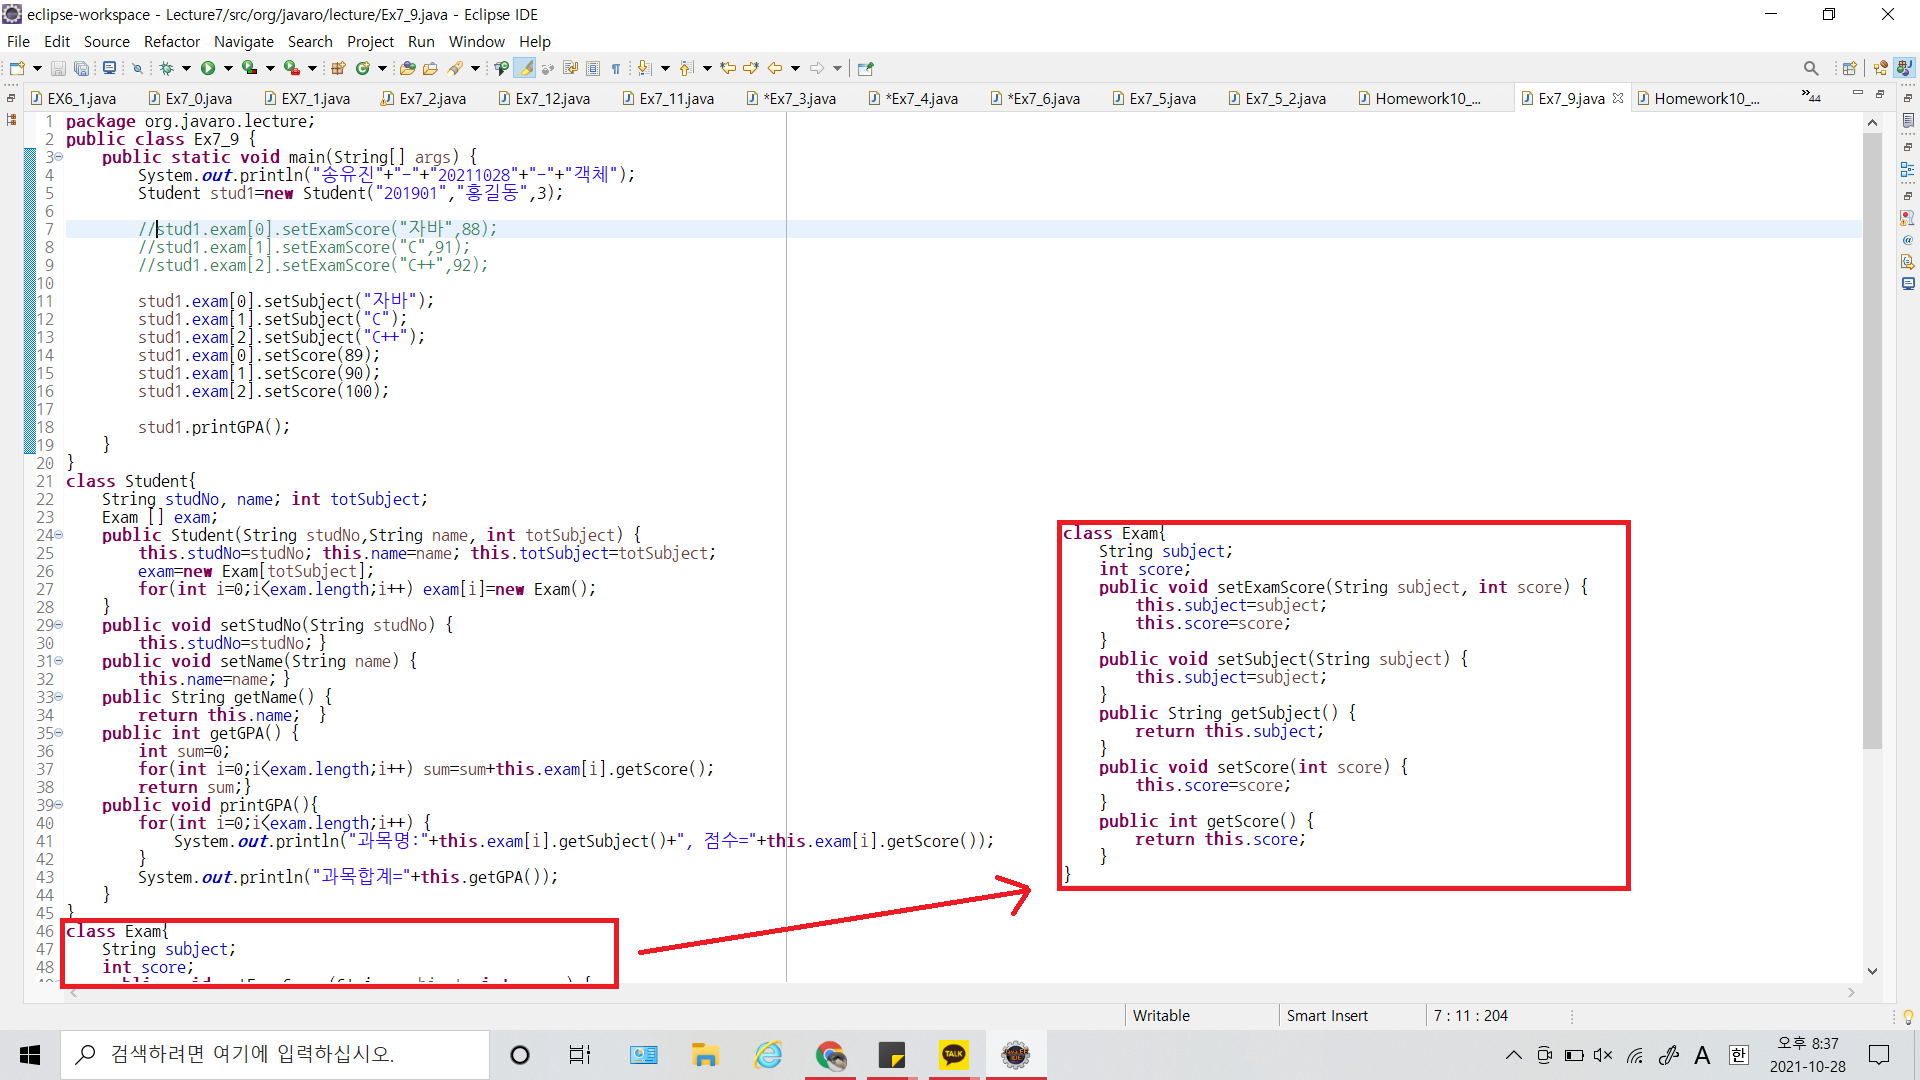 eclipse-workspace - Lecture7/src/org/javaro/lecture/Ex7_9.java - Eclipse IDE
File Edit Source Refactor Navigate Search Project Run Window Help
EX6_1.java Ex7_0.java EX7_1.java Ex7_2.java Ex7_12.java Ex7_11.java *Ex7_3.java *Ex7_4.java *Ex7_6.java Ex7_5.java Ex7_5_2.java Homework10_... Ex7_9.java Homework10_... »44
1 package org.javaro.lecture;
2 public class Ex7_9 {
3 public static void main(String[] args) {
4 System.out.println("송유진"+"-"+"20211028"+"-"+"객체");
5 Student stud1=new Student("201901","홍길동",3);
6
7 //stud1.exam[0].setExamScore("자바",88);
8 //stud1.exam[1].setExamScore("C",91);
9 //stud1.exam[2].setExamScore("C++",92);
10
11 stud1.exam[0].setSubject("자바");
12 stud1.exam[1].setSubject("C");
13 stud1.exam[2].setSubject("C++");
14 stud1.exam[0].setScore(89);
15 stud1.exam[1].setScore(90);
16 stud1.exam[2].setScore(100);
17
18 stud1.printGPA();
19 }
20 }
21 class Student{
22 String studNo, name; int totSubject;
23 Exam [] exam;
24 public Student(String studNo,String name, int totSubject) {
25 this.studNo=studNo; this.name=name; this.totSubject=totSubject;
26 exam=new Exam[totSubject];
27 for(int i=0;i<exam.length;i++) exam[i]=new Exam();
28 }
29 public void setStudNo(String studNo) {
30 this.studNo=studNo; }
31 public void setName(String name) {
32 this.name=name; }
33 public String getName() {
34 return this.name; }
35 public int getGPA() {
36 int sum=0;
37 for(int i=0;i<exam.length;i++) sum=sum+this.exam[i].getScore();
38 return sum;}
39 public void printGPA(){
40 for(int i=0;i<exam.length;i++) {
41 System.out.println("과목명:"+this.exam[i].getSubject()+", 점수="+this.exam[i].getScore());
42 }
43 System.out.println("과목합계="+this.getGPA());
44 }
45 }
46 class Exam{
47 String subject;
48 int score;
class Exam{
String subject;
int score;
public void setExamScore(String subject, int score) {
this.subject=subject;
this.score=score;
}
public void setSubject(String subject) {
this.subject=subject;
}
public String getSubject() {
return this.subject;
}
public void setScore(int score) {
this.score=score;
}
public int getScore() {
return this.score;
}
}
Writable Smart Insert 7 : 11 : 204
검색하려면 여기에 입력하십시오.
TALK
A 한 오후 8:37
2021-10-28